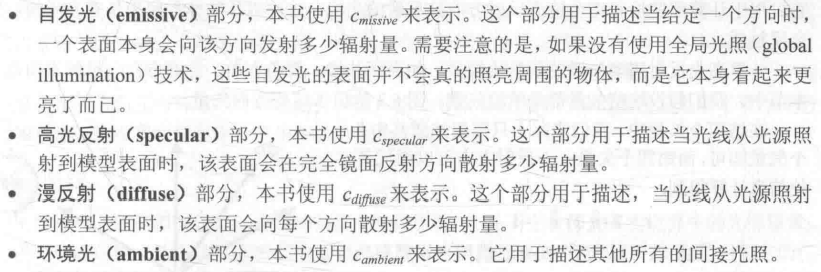 • 自发光（emissive）部分，本书使用 c_missive 来表示。这个部分用于描述当给定一个方向时，
一个表面本身会向该方向发射多少辐射量。需要注意的是，如果没有使用全局光照（global
illumination）技术，这些自发光的表面并不会真的照亮周围的物体，而是它本身看起来更
亮了而已。
• 高光反射（specular）部分，本书使用 c_specular 来表示。这个部分用于描述当光线从光源照
射到模型表面时，该表面会在完全镜面反射方向散射多少辐射量。
• 漫反射（diffuse）部分，本书使用 c_diffuse 来表示。这个部分用于描述，当光线从光源照射
到模型表面时，该表面会向每个方向散射多少辐射量。
• 环境光（ambient）部分，本书使用 c_ambient 来表示。它用于描述其他所有的间接光照。